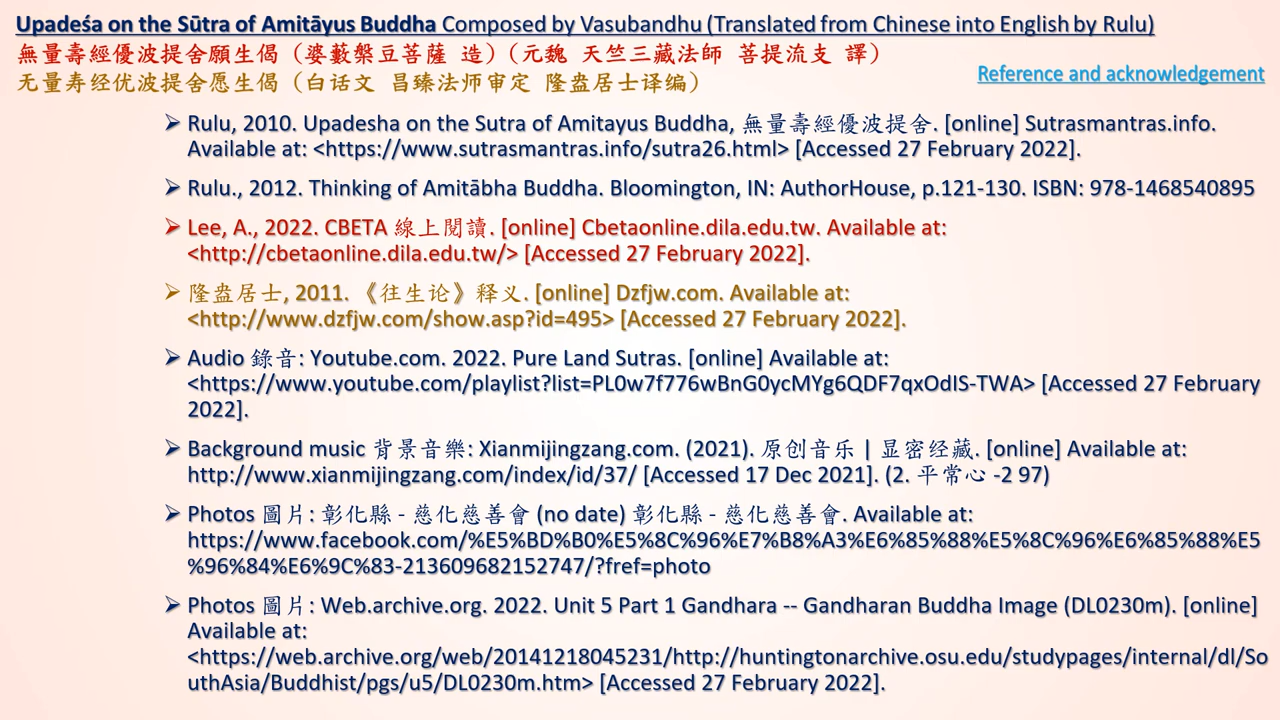 Upadeśa on the Sūtra of Amitāyus Buddha Composed by Vasubandhu (Translated from Chinese into English by Rulu)
無量壽經優波提舍願生偈（婆藪槃豆菩薩 造）（元魏 天竺三藏法師 菩提流支 譯）
无量寿经优波提舍愿生偈（白话文 昌臻法师审定 隆盎居士译编）
Reference and acknowledgement
➢ Rulu, 2010. Upadesha on the Sutra of Amitayus Buddha, 無量壽經優波提舍. [online] Sutrasmantras.info.
Available at: <https://www.sutrasmantras.info/sutra26.html> [Accessed 27 February 2022].
➢ Rulu., 2012. Thinking of Amitābha Buddha. Bloomington, IN: AuthorHouse, p.121-130. ISBN: 978-1468540895
➢ Lee, A., 2022. CBETA 線上閱讀. [online] Cbetaonline.dila.edu.tw. Available at:
<http://cbetaonline.dila.edu.tw/> [Accessed 27 February 2022].
➢ 隆盎居士, 2011. 《往生论》释义. [online] Dzfjw.com. Available at:
<http://www.dzfjw.com/show.asp?id=495> [Accessed 27 February 2022].
➢ Audio 錄音: Youtube.com. 2022. Pure Land Sutras. [online] Available at:
<https://www.youtube.com/playlist?list=PL0w7f776wBnG0ycMYg6QDF7qxOdIS-TWA> [Accessed 27 February
2022].
➢ Background music 背景音樂: Xianmijingzang.com. (2021). 原创音乐 | 显密经藏. [online] Available at:
http://www.xianmijingzang.com/index/id/37/ [Accessed 17 Dec 2021]. (2. 平常心 -2 97)
➢ Photos 圖片: 彰化縣 - 慈化慈善會 (no date) 彰化縣 - 慈化慈善會. Available at:
https://www.facebook.com/%E5%BD%B0%E5%8C%96%E7%B8%A3%E6%85%88%E5%8C%96%E6%85%88%E5
%96%84%E6%9C%83-213609682152747/?fref=photo
➢ Photos 圖片: Web.archive.org. 2022. Unit 5 Part 1 Gandhara -- Gandharan Buddha Image (DL0230m). [online]
Available at:
<https://web.archive.org/web/20141218045231/http://huntingtonarchive.osu.edu/studypages/internal/dl/So
uthAsia/Buddhist/pgs/u5/DL0230m.htm> [Accessed 27 February 2022].